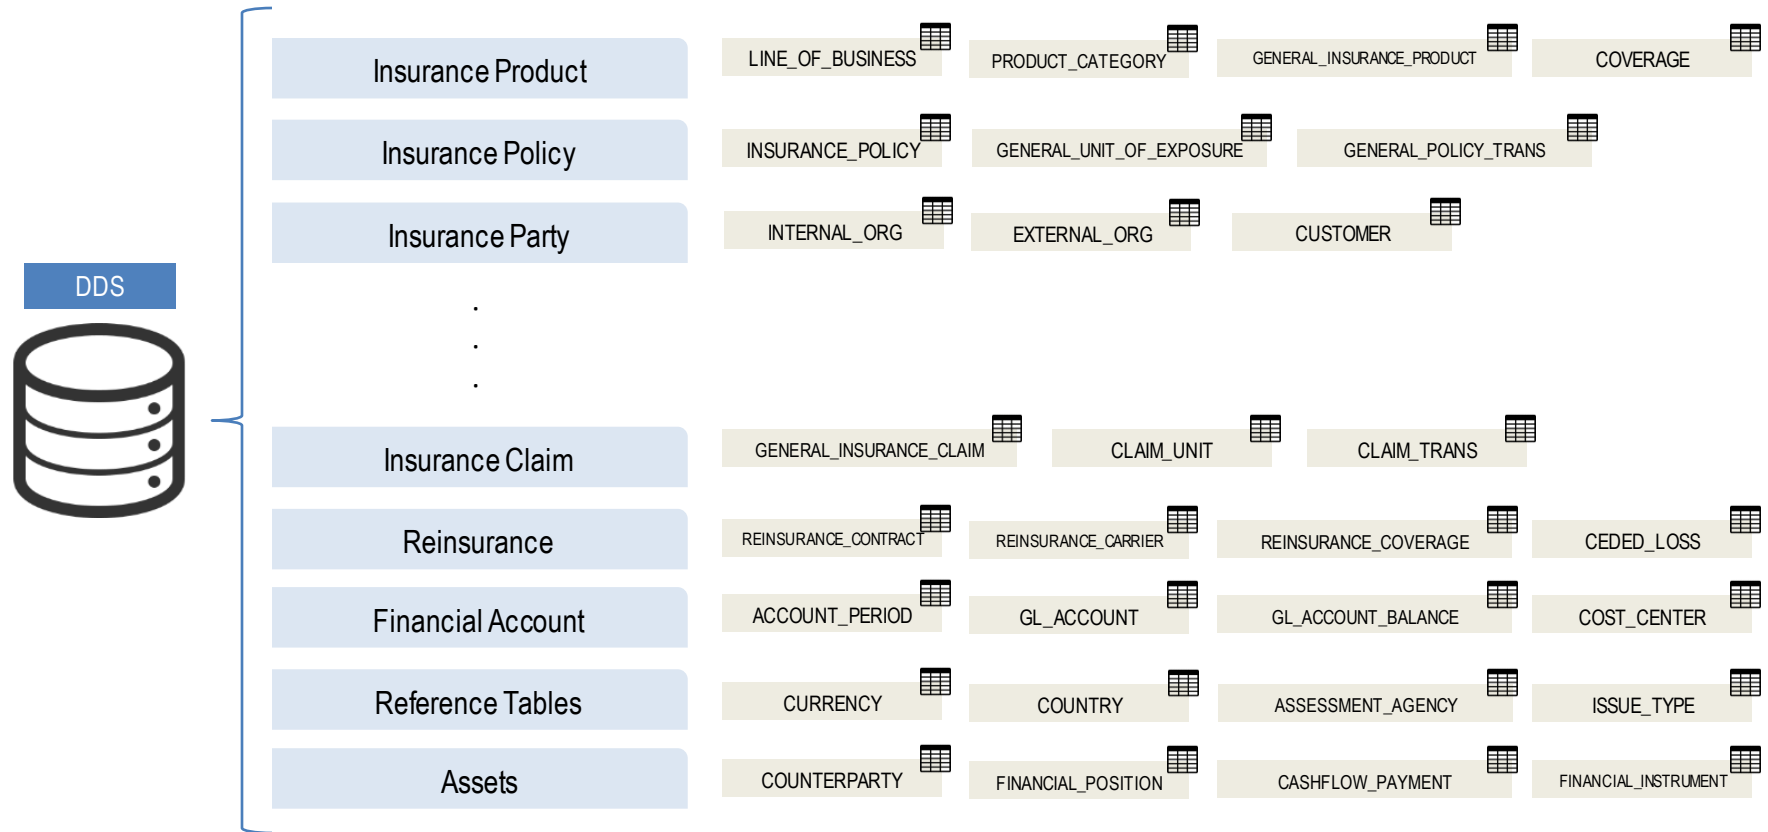 DDS
Insurance Product
LINE_OF_BUSINESS
PRODUCT_CATEGORY
GENERAL_INSURANCE_PRODUCT
COVERAGE
Insurance Policy
INSURANCE_POLICY
GENERAL_UNIT_OF_EXPOSURE
GENERAL_POLICY_TRANS
Insurance Party
INTERNAL_ORG
EXTERNAL_ORG
CUSTOMER
.
.
.
Insurance Claim
GENERAL_INSURANCE_CLAIM
CLAIM_UNIT
CLAIM_TRANS
Reinsurance
REINSURANCE_CONTRACT
REINSURANCE_CARRIER
REINSURANCE_COVERAGE
CEDED_LOSS
Financial Account
ACCOUNT_PERIOD
GL_ACCOUNT
GL_ACCOUNT_BALANCE
COST_CENTER
Reference Tables
CURRENCY
COUNTRY
ASSESSMENT_AGENCY
ISSUE_TYPE
Assets
COUNTERPARTY
FINANCIAL_POSITION
CASHFLOW_PAYMENT
FINANCIAL_INSTRUMENT